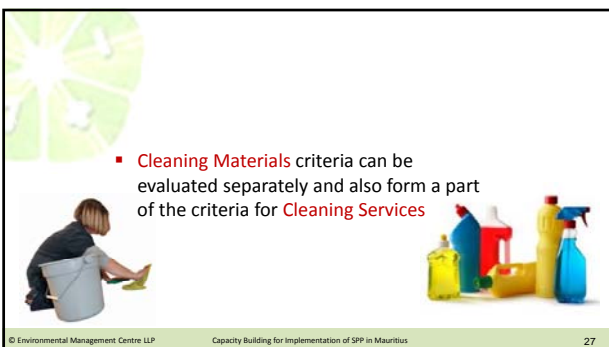 ▪ Cleaning Materials criteria can be
evaluated separately and also form a part
of the criteria for Cleaning Services
© Environmental Management Centre LLP Capacity Building for Implementation of SPP in Mauritius 27